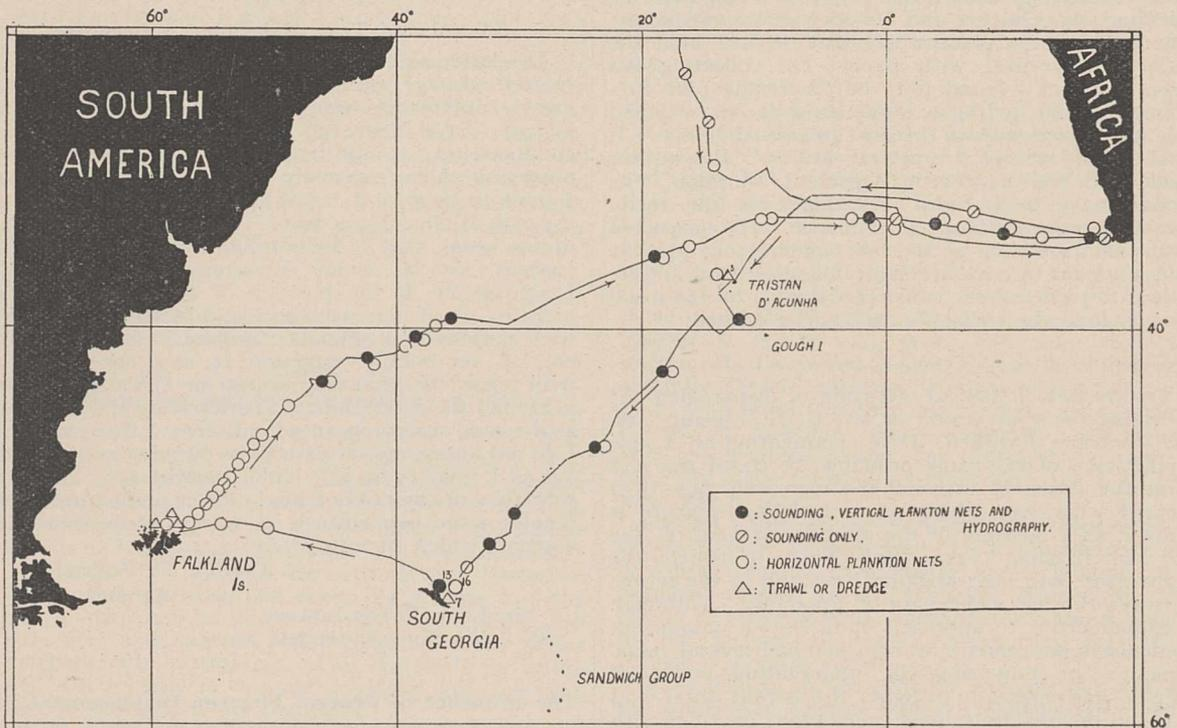 60° 40° 20° 0°
SOUTH
AMERICA
AFRICA
3
TRISTAN
D'ACUNHA
40°
GOUGH I
●: SOUNDING, VERTICAL PLANKTON NETS AND
HYDROGRAPHY.
⊘: SOUNDING ONLY.
○: HORIZONTAL PLANKTON NETS
△: TRAWL OR DREDGE
FALKLAND
Is.
13
16
7
SOUTH
GEORGIA
SANDWICH GROUP
60°